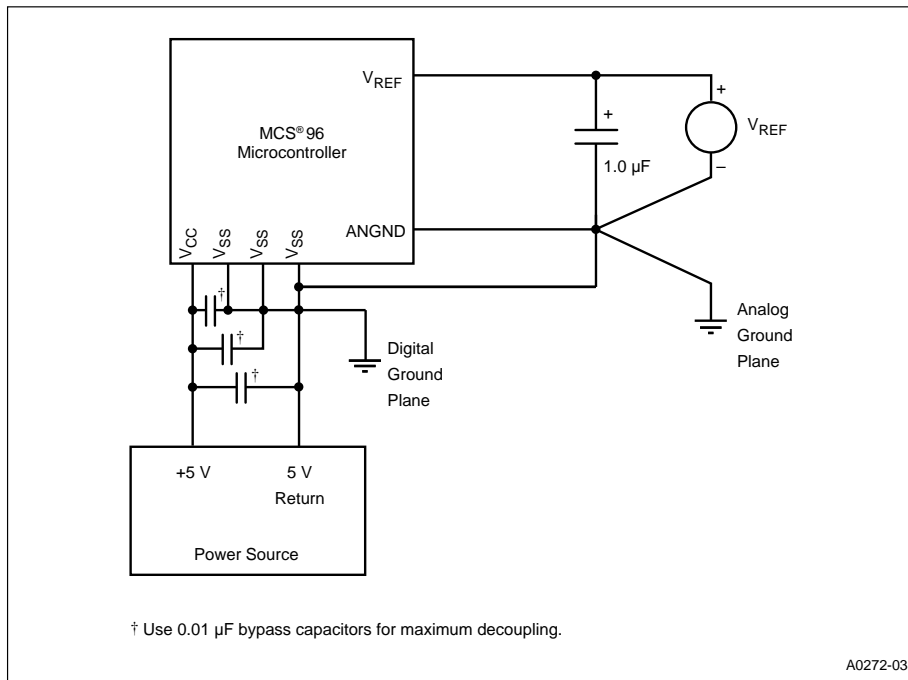 VREF
MCS® 96
Microcontroller
+
VREF
1.0 µF
–
ANGND
VCC
VSS
VSS
VSS
†
†
†
Digital
Ground
Plane
Analog
Ground
Plane
+5 V
5 V
Return
Power Source
† Use 0.01 µF bypass capacitors for maximum decoupling.
A0272-03
+